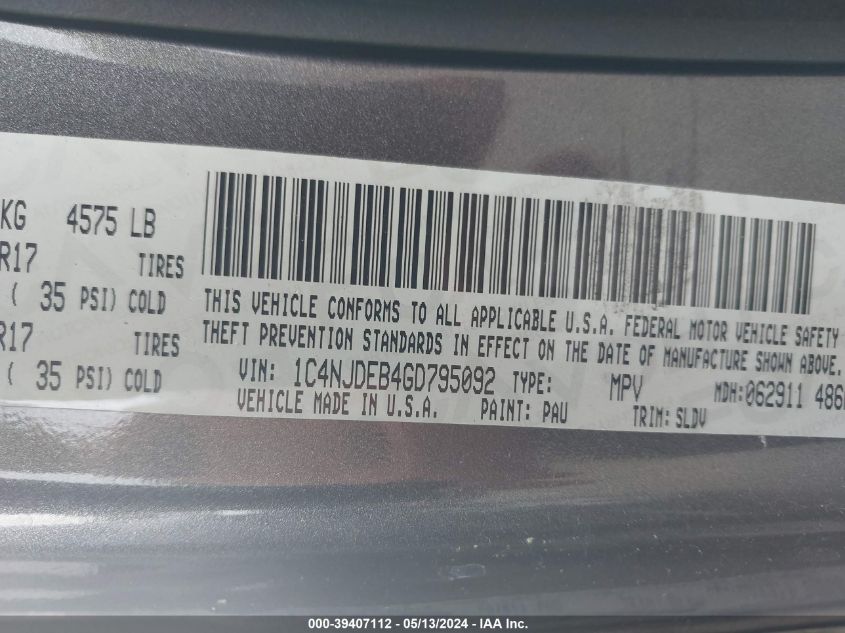 KG 4575 LB
R17 TIRES
( 35 PSI) COLD
R17 TIRES
( 35 PSI) COLD
THIS VEHICLE CONFORMS TO ALL APPLICABLE U.S.A. FEDERAL MOTOR VEHICLE SAFETY
THEFT PREVENTION STANDARDS IN EFFECT ON THE DATE OF MANUFACTURE SHOWN ABOVE.
VIN: 1C4NJDEB4GD795092 TYPE: MPV MDH:062911 486
VEHICLE MADE IN U.S.A. PAINT: PAU TRIM: SLDV
000-39407112 - 05/13/2024 - IAA Inc.